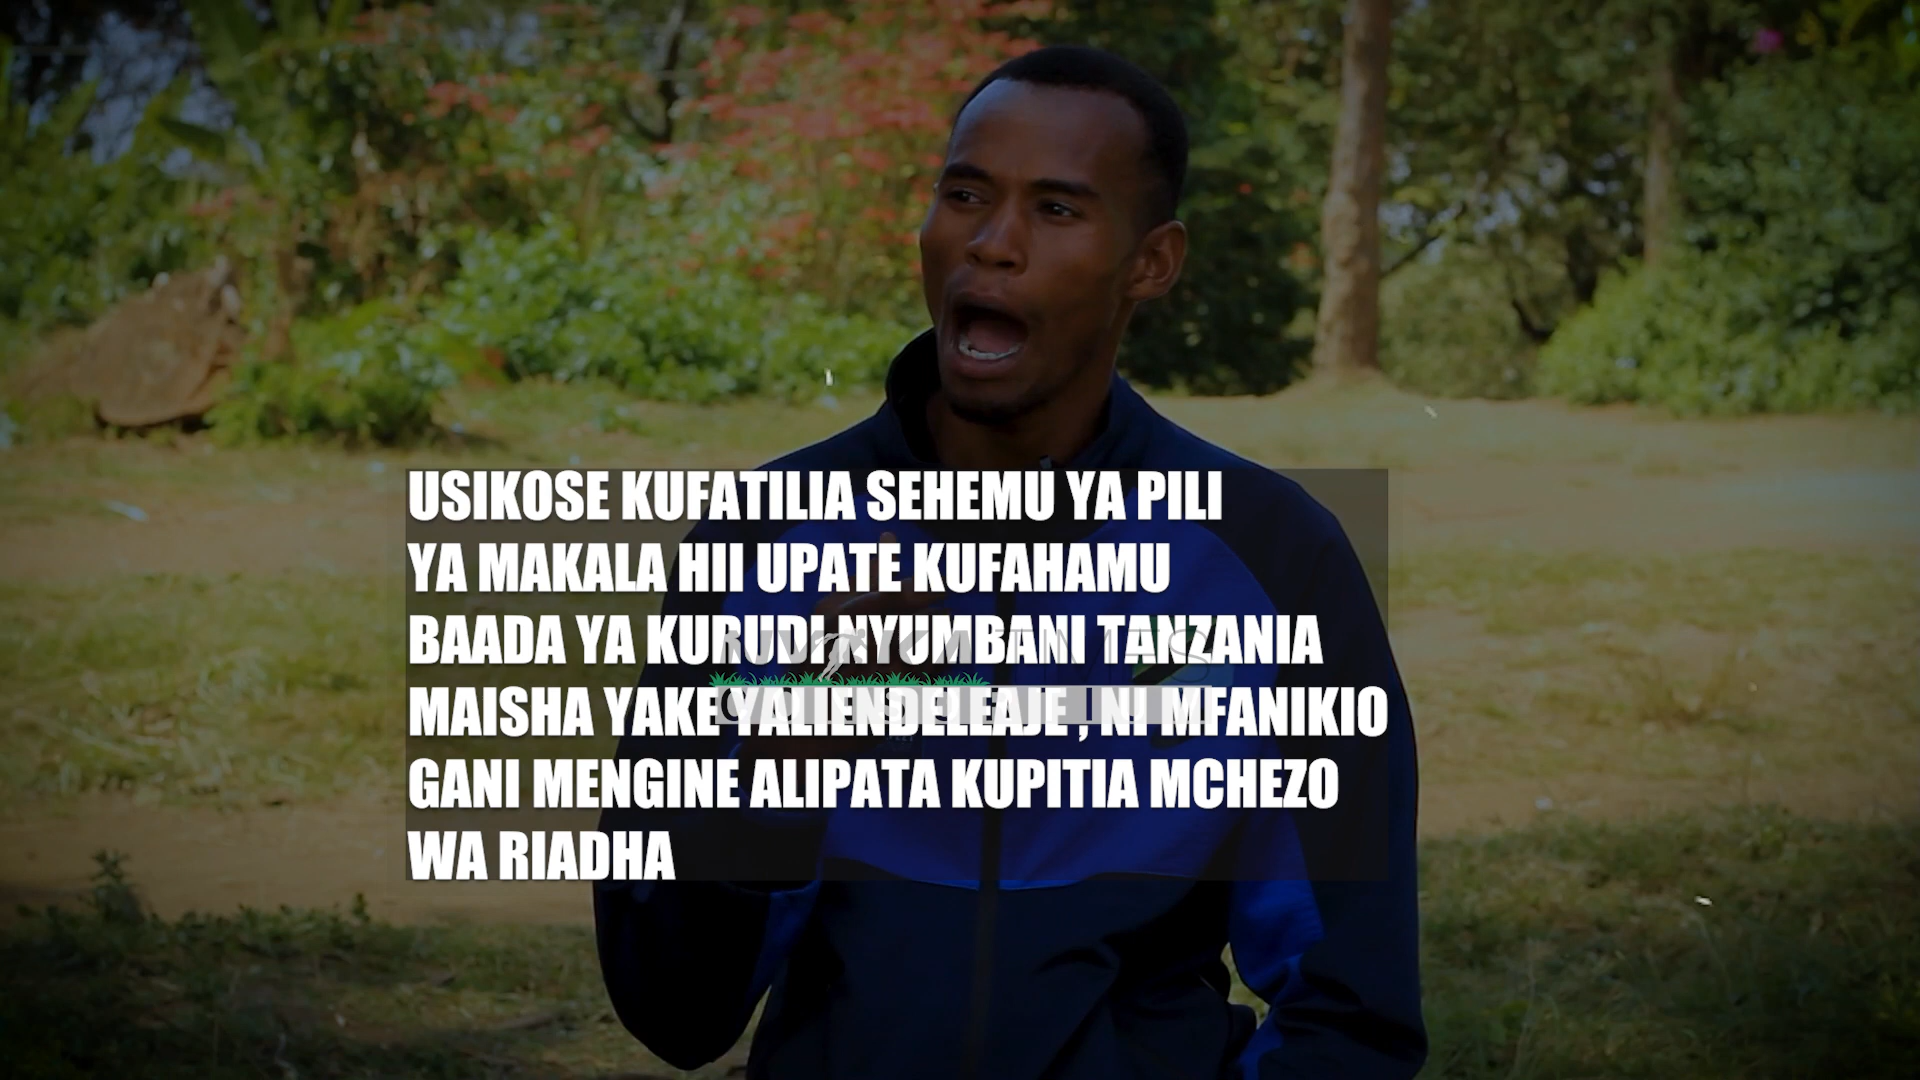 USIKOSE KUFATILIA SEHEMU YA PILI
YA MAKALA HII UPATE KUFAHAMU
BAADA YA KURUDI NYUMBANI TANZANIA
MAISHA YAKE YALIENDELEAJE , NI MFANIKIO
GANI MENGINE ALIPATA KUPITIA MCHEZO
WA RIADHA